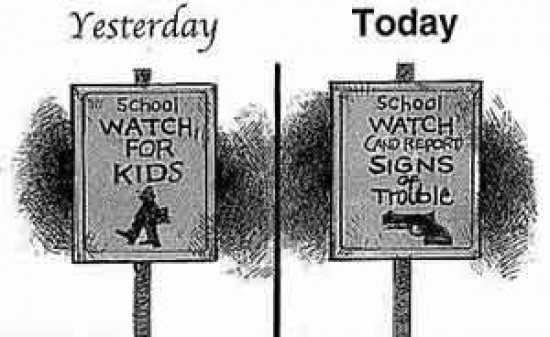 Yesterday
Today
School
WATCH
FOR
KIDS
School
WATCH
(AND REPORT)
SIGNS
OF
Trouble